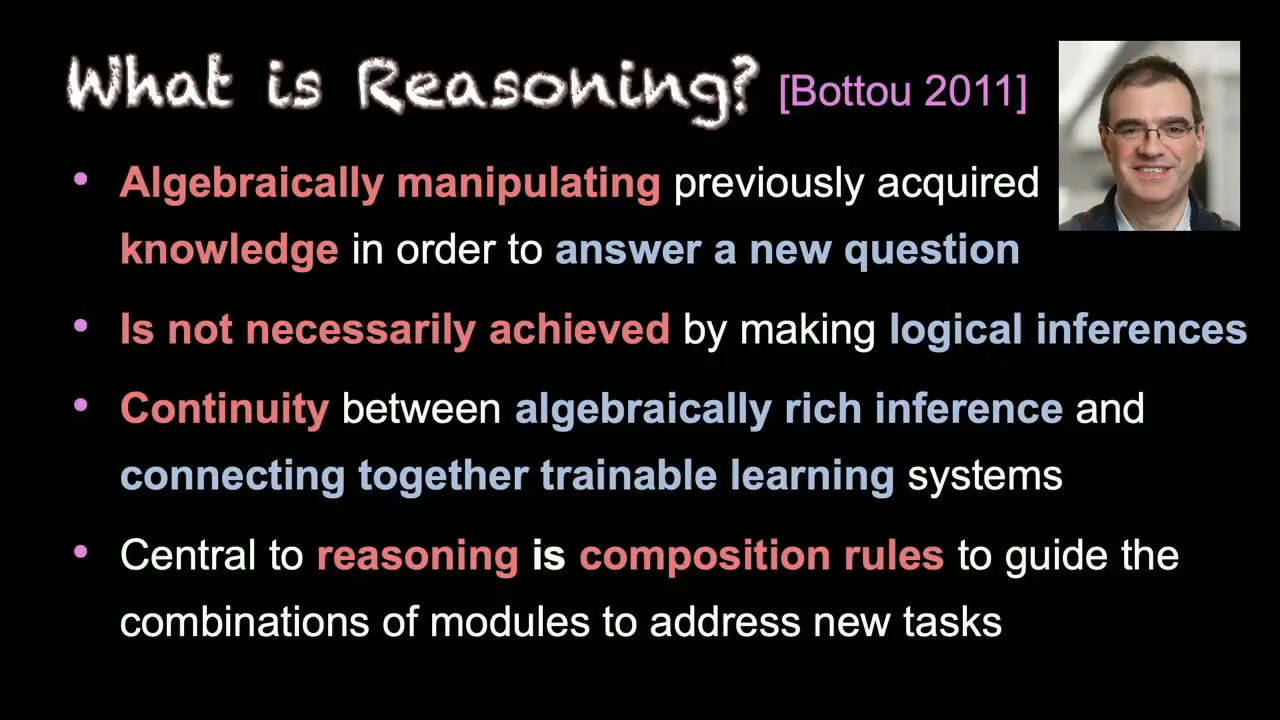 What is Reasoning? [Bottou 2011]
• Algebraically manipulating previously acquired
knowledge in order to answer a new question
• Is not necessarily achieved by making logical inferences
• Continuity between algebraically rich inference and
connecting together trainable learning systems
• Central to reasoning is composition rules to guide the
combinations of modules to address new tasks